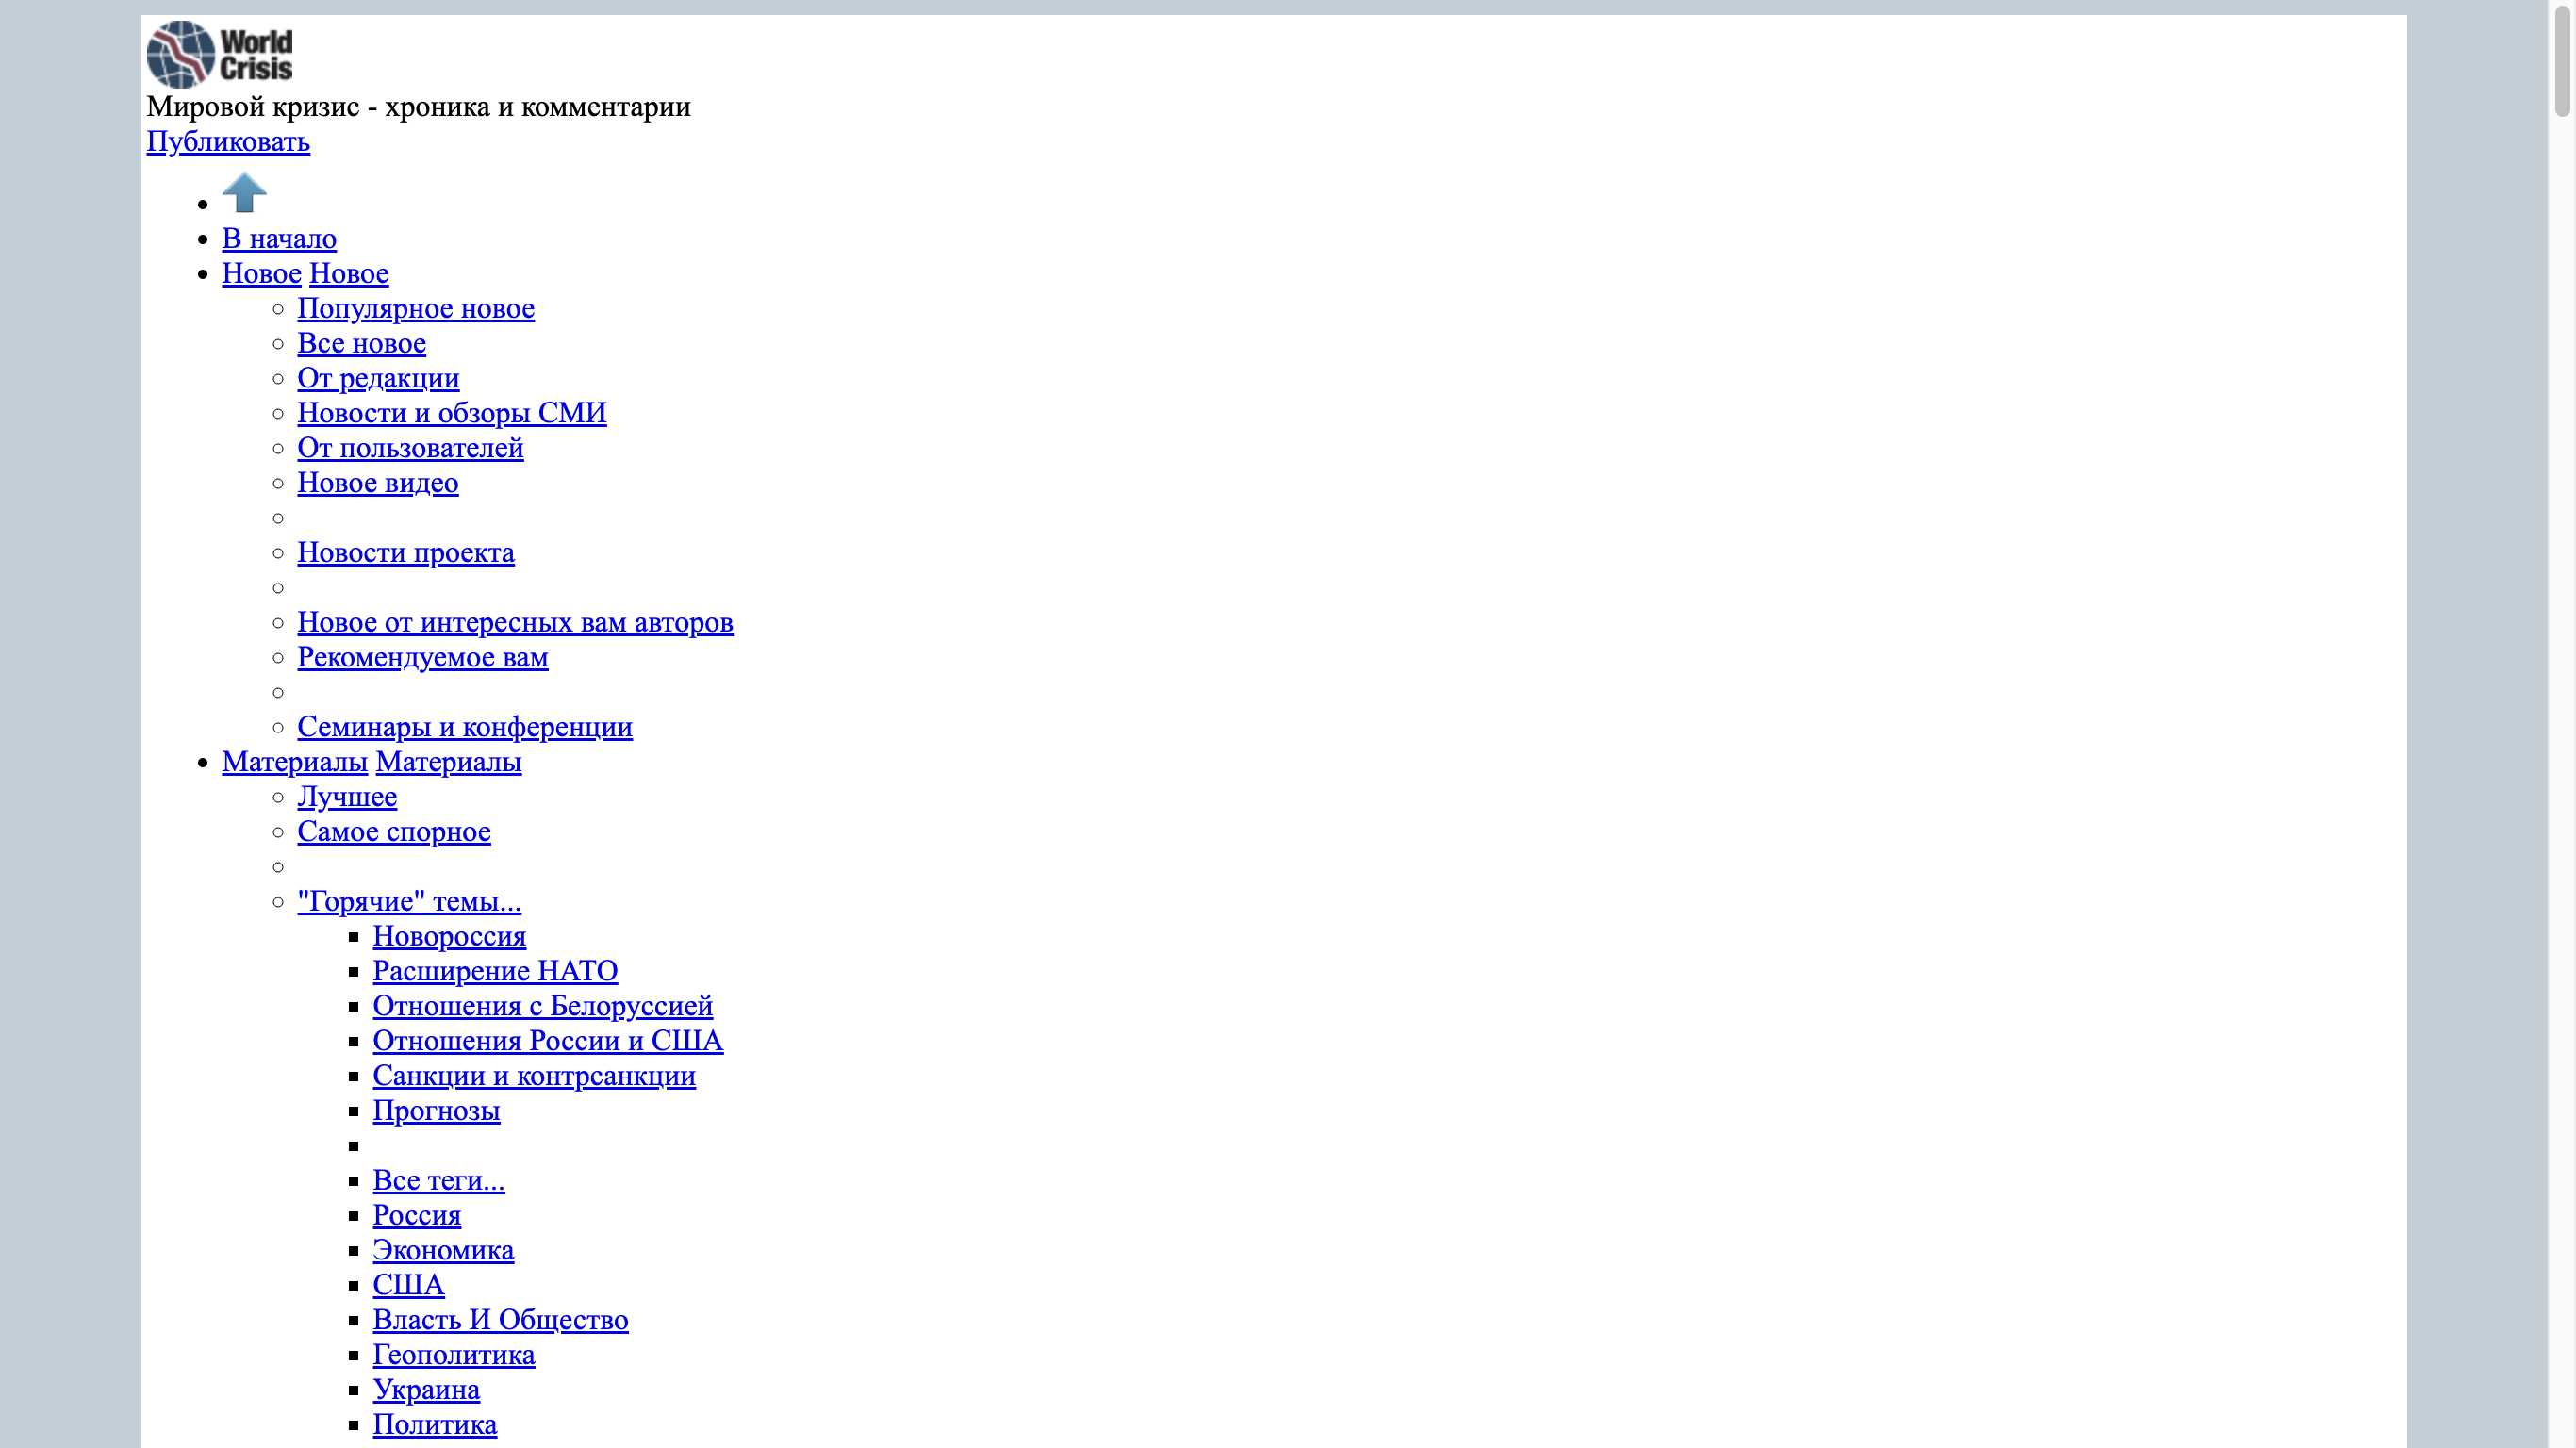 World
Crisis
Мировой кризис - хроника и комментарии
Публиковать
В начало
Новое Новое
Популярное новое
Все новое
От редакции
Новости и обзоры СМИ
От пользователей
Новое видео
Новости проекта
Новое от интересных вам авторов
Рекомендуемое вам
Семинары и конференции
Материалы Материалы
Лучшее
Самое спорное
"Горячие" темы...
Новороссия
Расширение НАТО
Отношения с Белоруссией
Отношения России и США
Санкции и контрсанкции
Прогнозы
Все теги...
Россия
Экономика
США
Власть И Общество
Геополитика
Украина
Политика